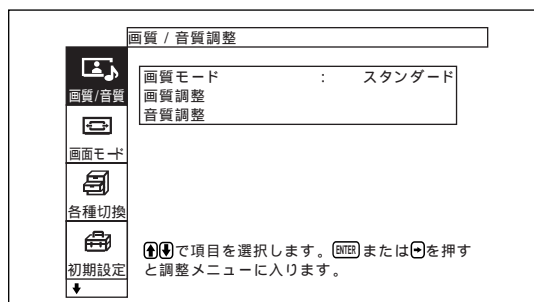 画質 / 音質調整
画質/音質
画質モード : スタンダード
画質調整
音質調整
画面モード
各種切換
初期設定
⬆⬇で項目を選択します。ENTERまたは➡を押す
と調整メニューに入ります。
⬇